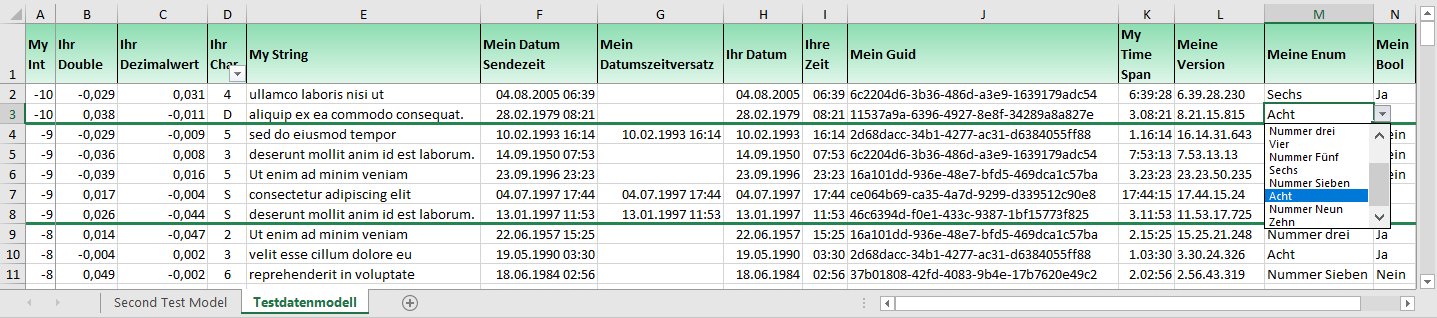 A B C D E F G H I J K L M N
1 My Int Ihr Double Ihr Dezimalwert Ihr Char My String Mein Datum Sendezeit Mein Datumszeitversatz Ihr Datum Ihre Zeit Mein Guid My Time Span Meine Version Meine Enum Mein Bool
2 -10 -0,029 0,031 4 ullamco laboris nisi ut 04.08.2005 06:39 04.08.2005 06:39 6c2204d6-3b36-486d-a3e9-1639179adc54 6:39:28 6.39.28.230 Sechs Ja
3 -10 0,038 -0,011 D aliquip ex ea commodo consequat. 28.02.1979 08:21 28.02.1979 08:21 11537a9a-6396-4927-8e8f-34289a8a827e 3.08:21 8.21.15.815 Acht
4 -9 -0,029 -0,009 5 sed do eiusmod tempor 10.02.1993 16:14 10.02.1993 16:14 10.02.1993 16:14 2d68dacc-34b1-4277-ac31-d6384055ff88 1.16:14 16.14.31.643
5 -9 -0,036 0,008 3 deserunt mollit anim id est laborum. 14.09.1950 07:53 14.09.1950 07:53 6c2204d6-3b36-486d-a3e9-1639179adc54 7:53:13 7.53.13.13
6 -9 -0,039 0,016 5 Ut enim ad minim veniam 23.09.1996 23:23 23.09.1996 23:23 16a101dd-936e-48e7-bfd5-469dca1c57ba 3.23:23 23.23.50.235
7 -9 0,017 -0,004 S consectetur adipiscing elit 04.07.1997 17:44 04.07.1997 17:44 04.07.1997 17:44 ce064b69-ca35-4a7d-9299-d339512c90e8 17:44:15 17.44.15.24
8 -9 0,026 -0,044 S deserunt mollit anim id est laborum. 13.01.1997 11:53 13.01.1997 11:53 13.01.1997 11:53 46c6394d-f0e1-433c-9387-1bf15773f825 3.11:53 11.53.17.725
Nummer drei
Vier
Nummer Fünf
Sechs
Nummer Sieben
Acht
Nummer Neun
Zehn
9 -8 0,014 -0,047 2 Ut enim ad minim veniam 22.06.1957 15:25 22.06.1957 15:25 16a101dd-936e-48e7-bfd5-469dca1c57ba 2.15:25 15.25.21.248 Nummer drei Ja
10 -8 -0,004 0,002 3 velit esse cillum dolore eu 19.05.1990 03:30 19.05.1990 03:30 2d68dacc-34b1-4277-ac31-d6384055ff88 1.03:30 3.30.24.326 Acht Ja
11 -8 0,049 -0,002 6 reprehenderit in voluptate 18.06.1984 02:56 18.06.1984 02:56 37b01808-42fd-4083-9b4e-17b7620e49c2 2.02:56 2.56.43.319 Nummer Sieben Nein
Second Test Model Testdatenmodell